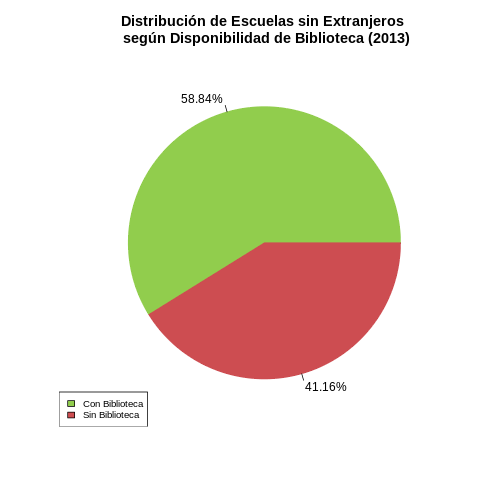 Distribución de Escuelas sin Extranjeros
según Disponibilidad de Biblioteca (2013)
58.84%
41.16%
Con Biblioteca
Sin Biblioteca